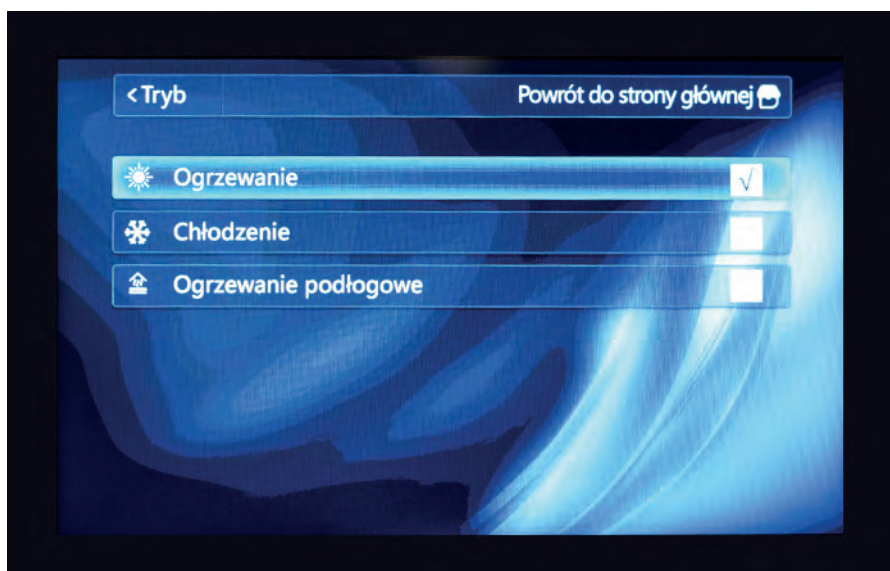 <Tryb
Powrót do strony głównej
Ogrzewanie √
Chłodzenie
Ogrzewanie podłogowe